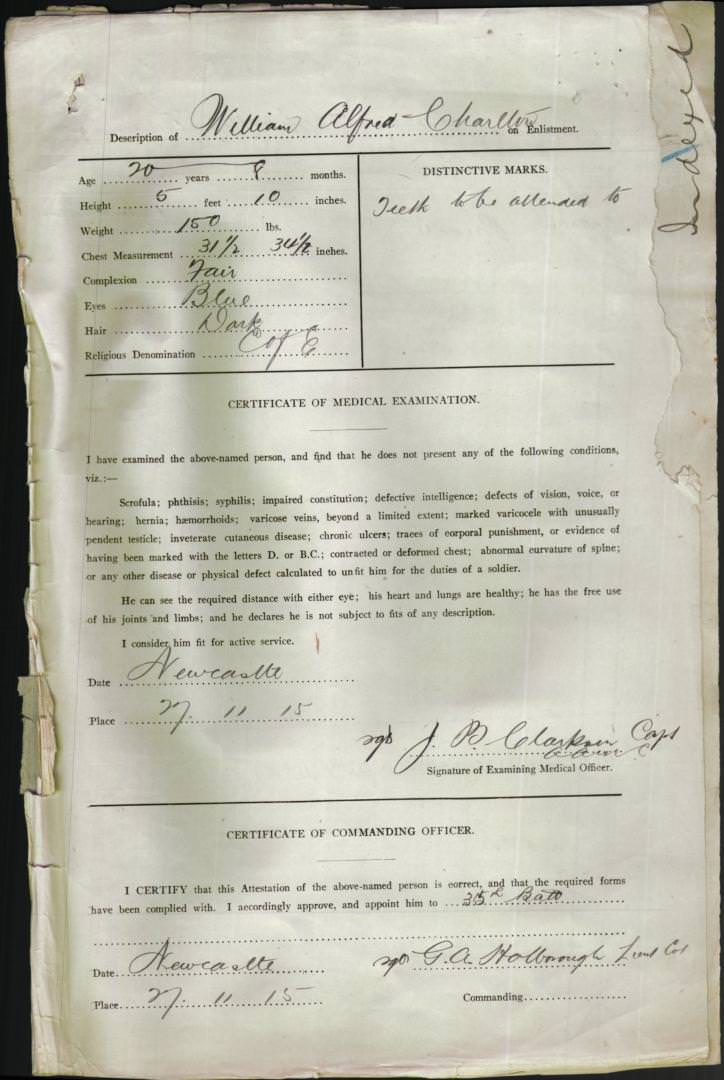 Indexed
Description of William Alfred Charlton on Enlistment.
Age 20 years 8 months.
Height 5 feet 10 inches.
Weight 150 lbs.
Chest Measurement 31½ 34½ inches.
Complexion Fair
Eyes Blue
Hair Dark
Religious Denomination C of E
DISTINCTIVE MARKS.
Teeth to be attended to
CERTIFICATE OF MEDICAL EXAMINATION.
I have examined the above-named person, and find that he does not present any of the following conditions,
viz.:—
Scrofula; phthisis; syphilis; impaired constitution; defective intelligence; defects of vision, voice, or
hearing; hernia; hæmorrhoids; varicose veins, beyond a limited extent; marked varicocele with unusually
pendent testicle; inveterate cutaneous disease; chronic ulcers; traces of corporal punishment, or evidence of
having been marked with the letters D. or B.C.; contracted or deformed chest; abnormal curvature of spine;
or any other disease or physical defect calculated to unfit him for the duties of a soldier.
He can see the required distance with either eye; his heart and lungs are healthy; he has the free use
of his joints and limbs; and he declares he is not subject to fits of any description.
I consider him fit for active service.
Date Newcastle
Place 27. 11 15
sgd J. B. Clarkson Capt
Signature of Examining Medical Officer.
CERTIFICATE OF COMMANDING OFFICER.
I CERTIFY that this Attestation of the above-named person is correct, and that the required forms
have been complied with. I accordingly approve, and appoint him to 35th Batt
Date Newcastle sgd G. A. Holborough Lieut Col
Place 27. 11 15 Commanding